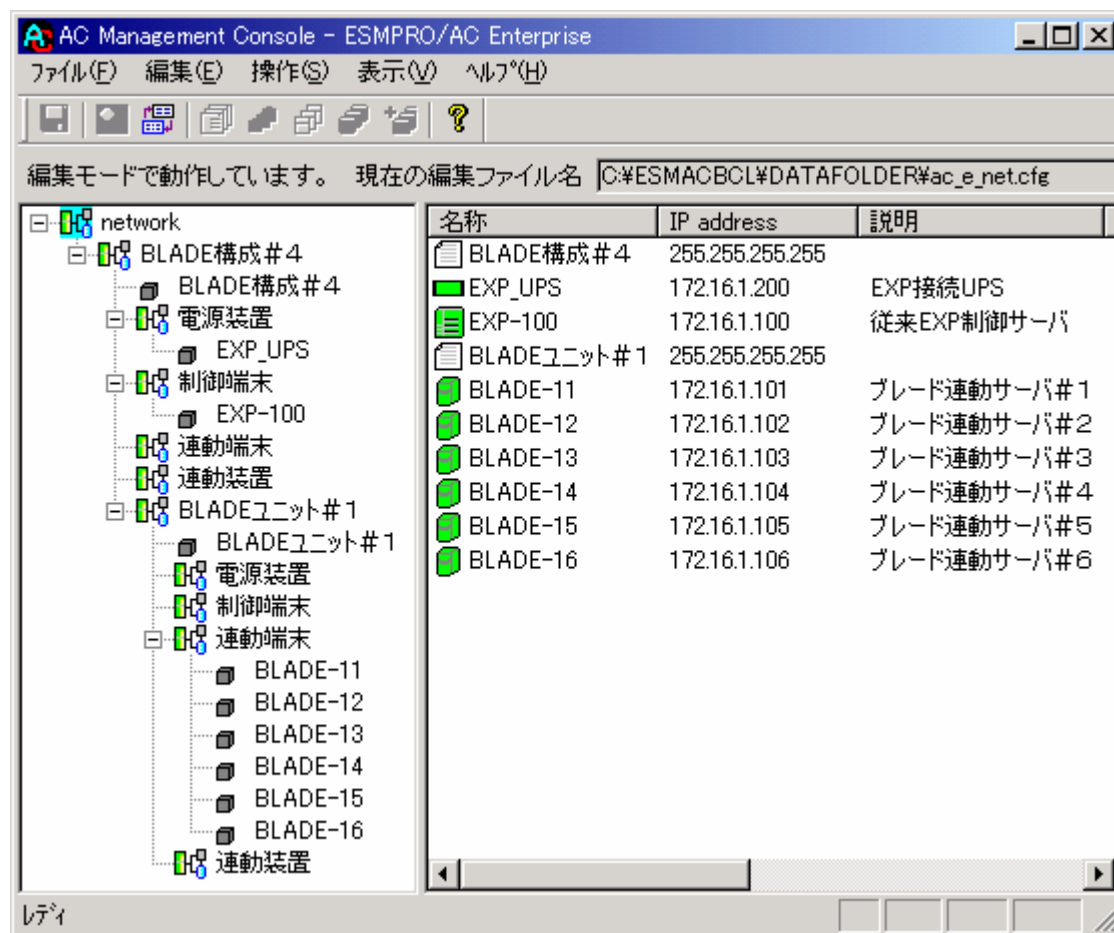 AC Management Console - ESMPRO/AC Enterprise
ファイル(F) 編集(E) 操作(S) 表示(V) ヘルプ(H)
編集モードで動作しています。 現在の編集ファイル名 C:¥ESMACBCL¥DATAFOLDER¥ac_e_net.cfg
network
BLADE構成#4
BLADE構成#4
電源装置
EXP_UPS
制御端末
EXP-100
連動端末
連動装置
BLADEユニット#1
BLADEユニット#1
電源装置
制御端末
連動端末
BLADE-11
BLADE-12
BLADE-13
BLADE-14
BLADE-15
BLADE-16
連動装置
名称 IP address 説明
BLADE構成#4 255.255.255.255
EXP_UPS 172.16.1.200 EXP接続UPS
EXP-100 172.16.1.100 従来EXP制御サーバ
BLADEユニット#1 255.255.255.255
BLADE-11 172.16.1.101 ブレード連動サーバ#1
BLADE-12 172.16.1.102 ブレード連動サーバ#2
BLADE-13 172.16.1.103 ブレード連動サーバ#3
BLADE-14 172.16.1.104 ブレード連動サーバ#4
BLADE-15 172.16.1.105 ブレード連動サーバ#5
BLADE-16 172.16.1.106 ブレード連動サーバ#6
レディ